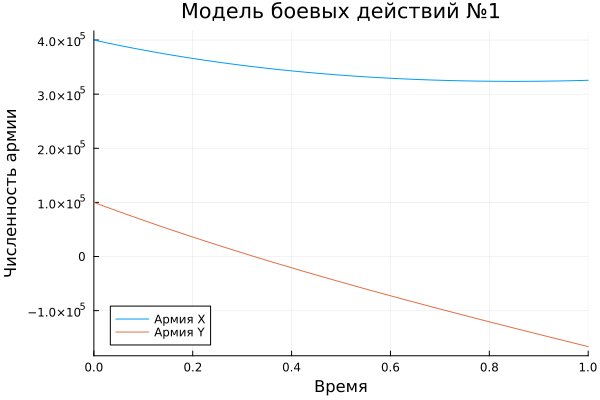 Модель боевых действий №1
Численность армии
4.0×10⁵
3.0×10⁵
2.0×10⁵
1.0×10⁵
0
−1.0×10⁵
Армия X
Армия Y
0.0 0.2 0.4 0.6 0.8 1.0
Время